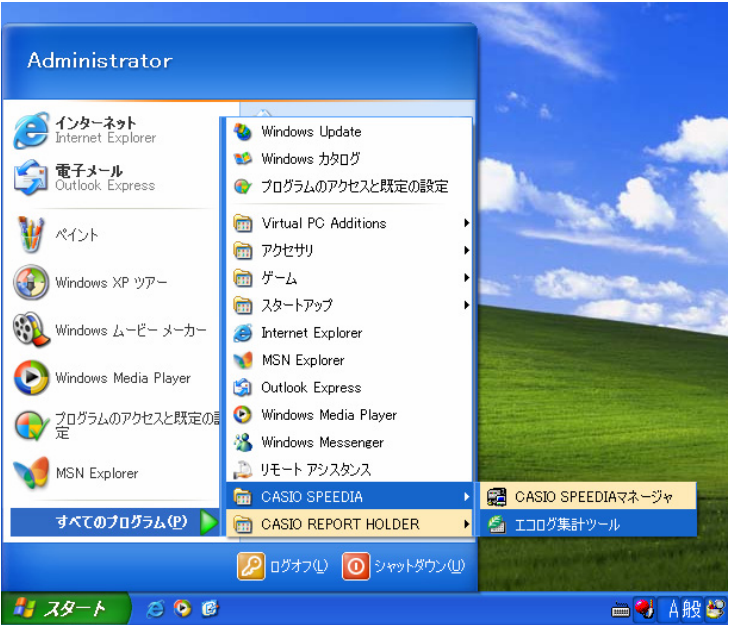 Administrator
インターネット
Internet Explorer
電子メール
Outlook Express
ペイント
Windows XP ツアー
Windows ムービー メーカー
Windows Media Player
プログラムのアクセスと既定の設
定
MSN Explorer
すべてのプログラム(P)
Windows Update
Windows カタログ
プログラムのアクセスと既定の設定
Virtual PC Additions
アクセサリ
ゲーム
スタートアップ
Internet Explorer
MSN Explorer
Outlook Express
Windows Media Player
Windows Messenger
リモート アシスタンス
CASIO SPEEDIA
CASIO REPORT HOLDER
CASIO SPEEDIAマネージャ
エコログ集計ツール
ログオフ(L)
シャットダウン(U)
スタート
A般